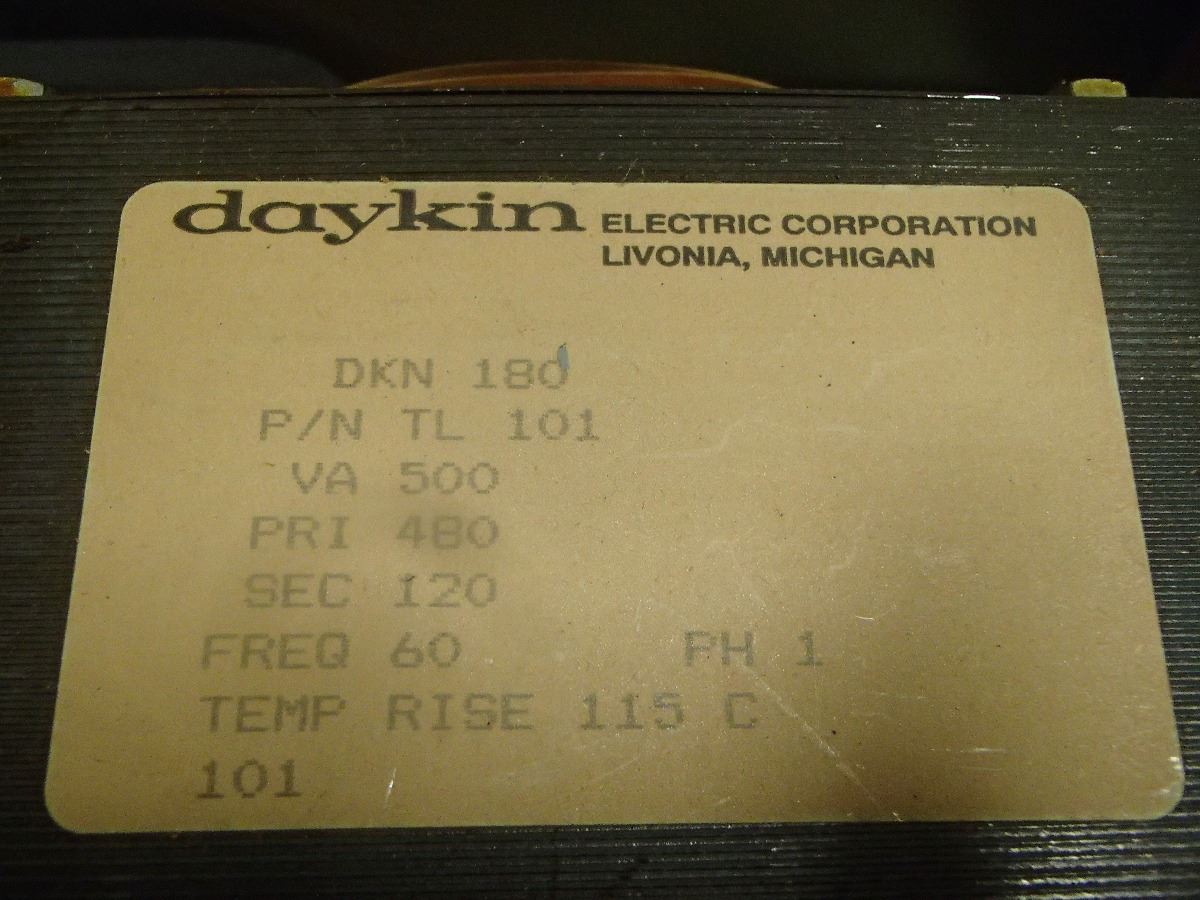 daykin ELECTRIC CORPORATION
LIVONIA, MICHIGAN
DKN 180
P/N TL 101
VA 500
PRI 480
SEC 120
FREQ 60 PH 1
TEMP RISE 115 C
101